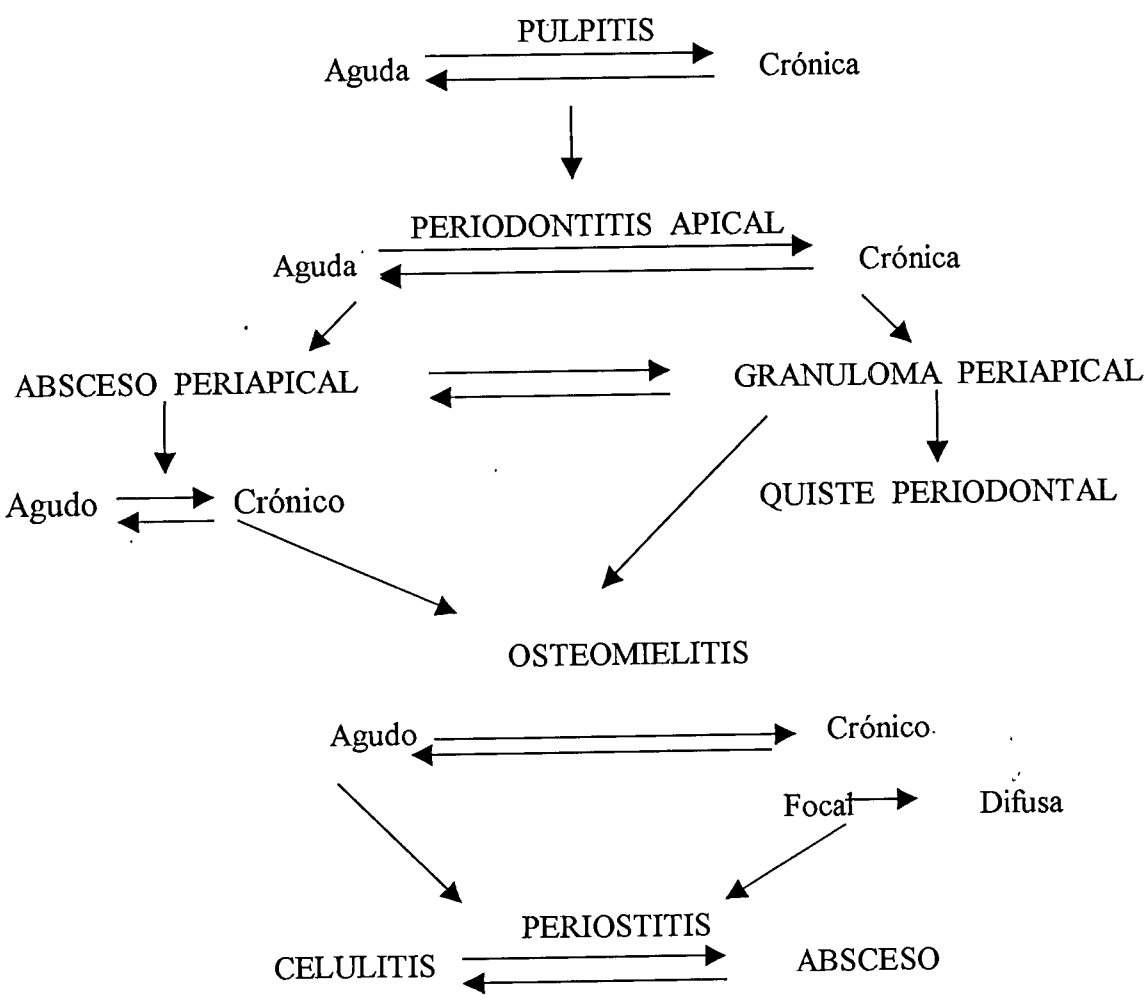 PULPITIS
Aguda Crónica
PERIODONTITIS APICAL
Aguda Crónica
ABSCESO PERIAPICAL GRANULOMA PERIAPICAL
Agudo Crónico QUISTE PERIODONTAL
OSTEOMIELITIS
Agudo Crónico
Focal Difusa
PERIOSTITIS
CELULITIS ABSCESO